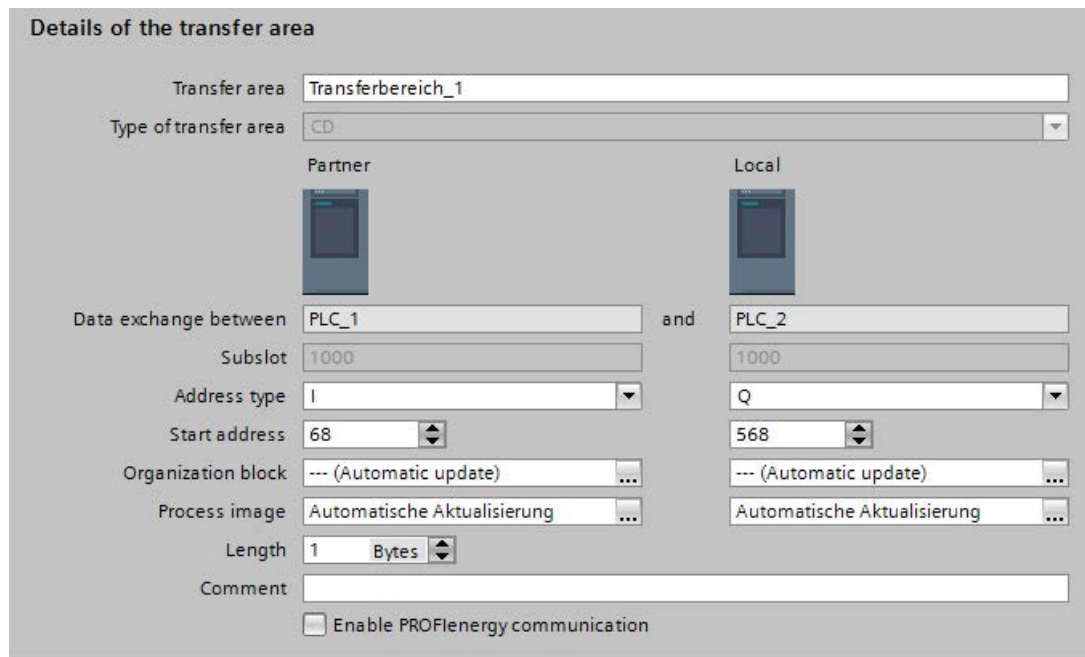 Details of the transfer area
Transfer area Transferbereich_1
Type of transfer area CD
Partner Local
Data exchange between PLC_1 and PLC_2
Subslot 1000 1000
Address type I Q
Start address 68 568
Organization block --- (Automatic update) ... --- (Automatic update) ...
Process image Automatische Aktualisierung ... Automatische Aktualisierung ...
Length 1 Bytes
Comment
Enable PROFIenergy communication